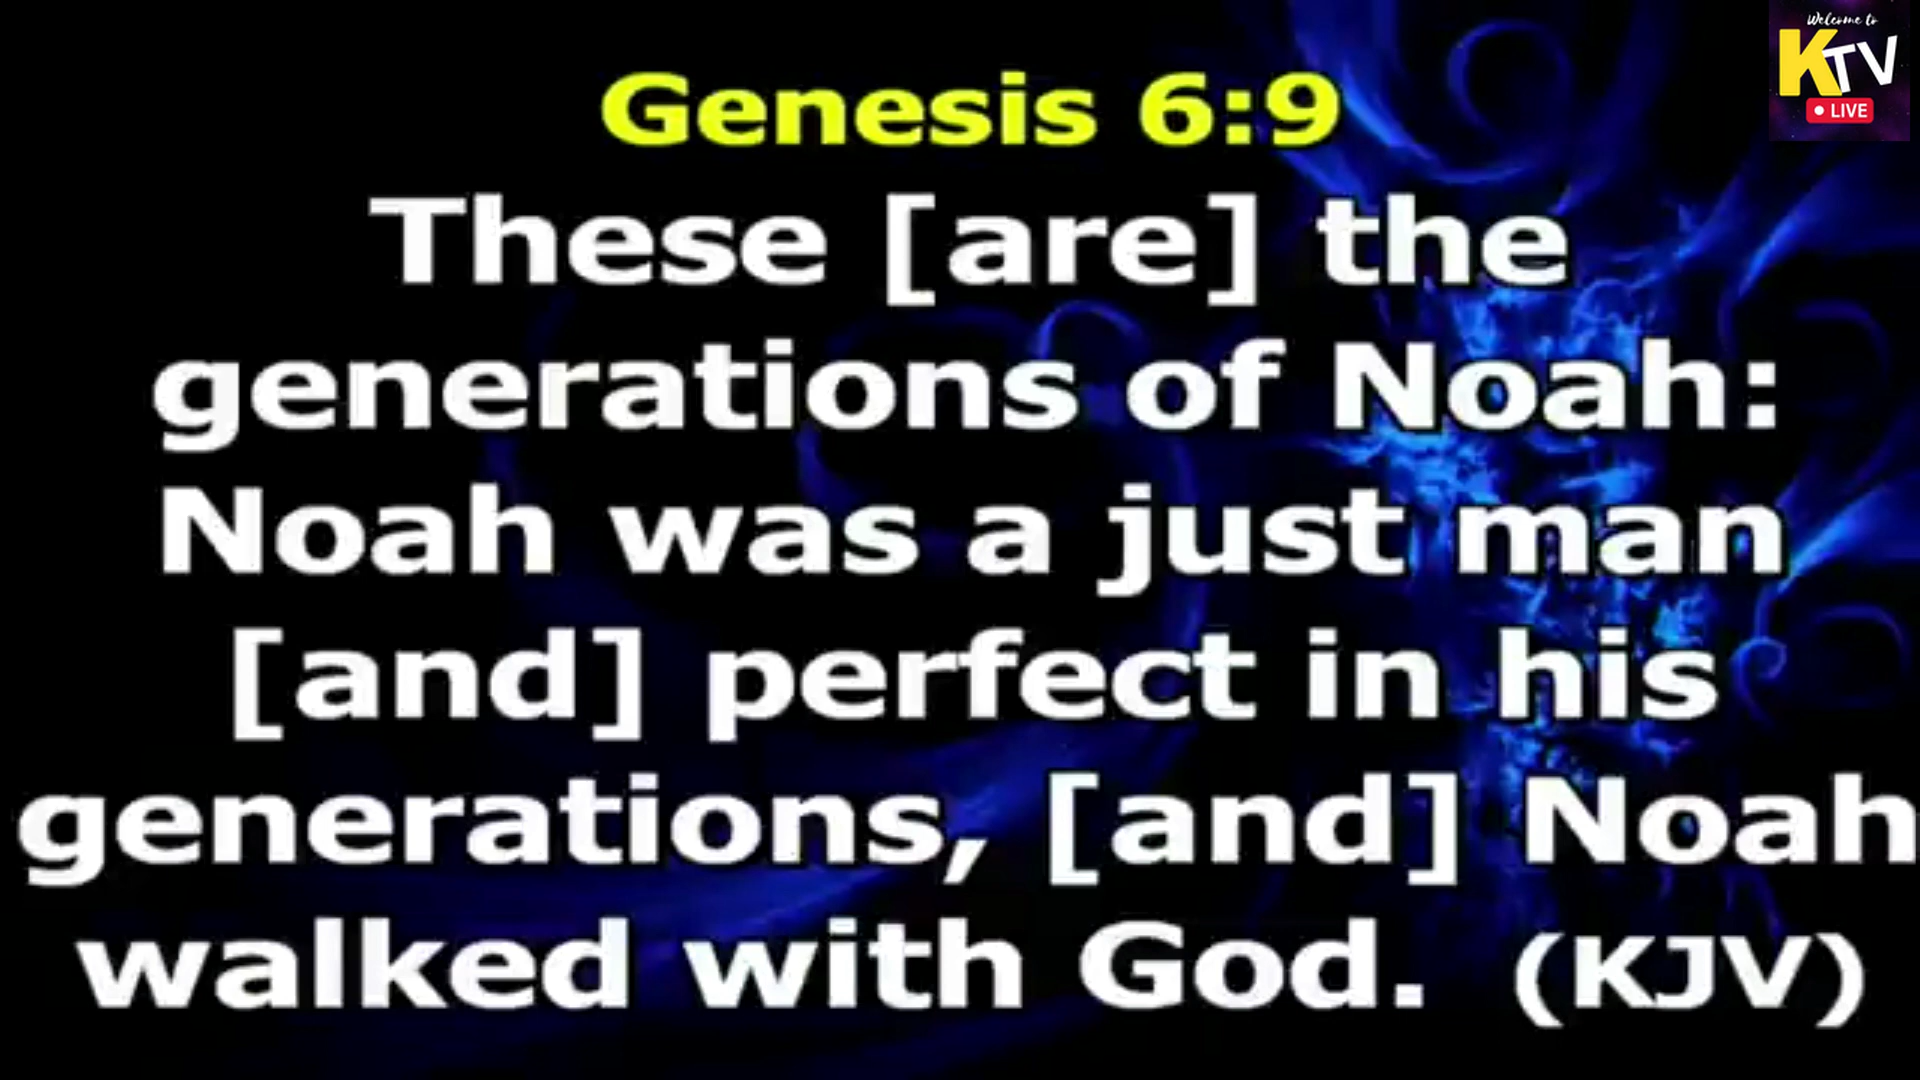 Welcome to
KTV
LIVE
Genesis 6:9
These [are] the
generations of Noah:
Noah was a just man
[and] perfect in his
generations, [and] Noah
walked with God. (KJV)